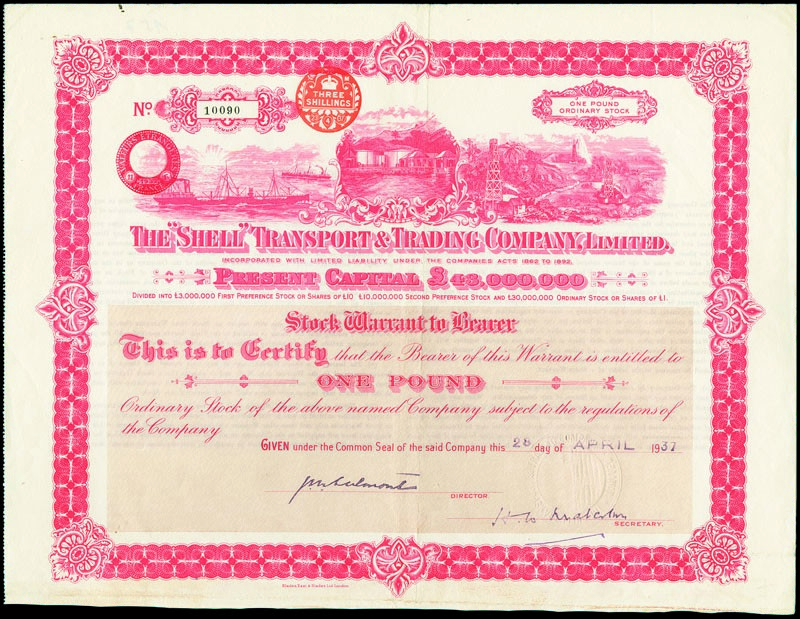 No.
10090
THREE
SHILLINGS
ONE POUND
ORDINARY STOCK
THE "SHELL" TRANSPORT & TRADING COMPANY, LIMITED.
INCORPORATED WITH LIMITED LIABILITY UNDER THE COMPANIES ACTS 1862 TO 1892.
PRESENT CAPITAL £43,000,000
DIVIDED INTO £3,000,000 FIRST PREFERENCE STOCK OR SHARES OF £10 £10,000,000 SECOND PREFERENCE STOCK AND £30,000,000 ORDINARY STOCK OR SHARES OF £1.
Stock Warrant to Bearer
This is to Certify that the Bearer of this Warrant is entitled to
ONE POUND
Ordinary Stock of the above named Company subject to the regulations of
the Company
GIVEN under the Common Seal of the said Company this 28 day of APRIL 1937
DIRECTOR
SECRETARY.